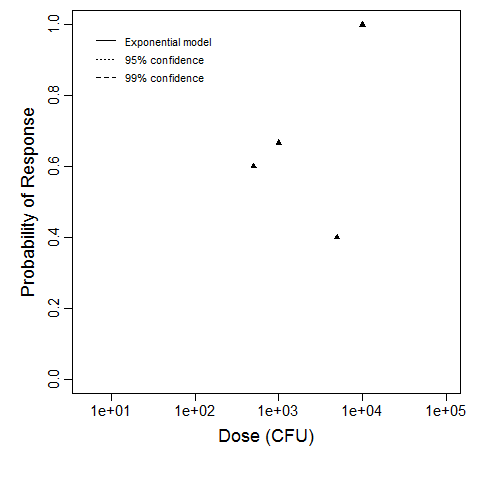 Exponential model
95% confidence
99% confidence
Probability of Response
1.0
0.8
0.6
0.4
0.2
0.0
1e+01 1e+02 1e+03 1e+04 1e+05
Dose (CFU)